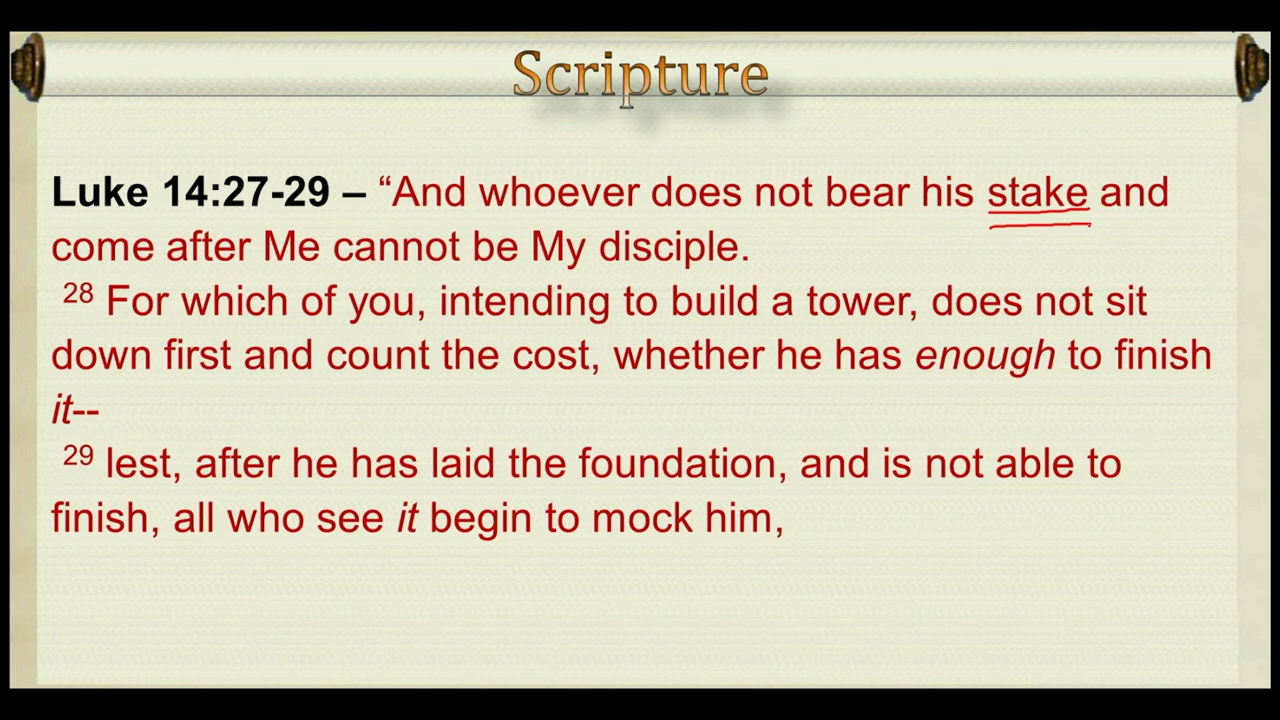 Scripture
Luke 14:27-29 – “And whoever does not bear his stake and
come after Me cannot be My disciple.
28 For which of you, intending to build a tower, does not sit
down first and count the cost, whether he has enough to finish
it--
29 lest, after he has laid the foundation, and is not able to
finish, all who see it begin to mock him,